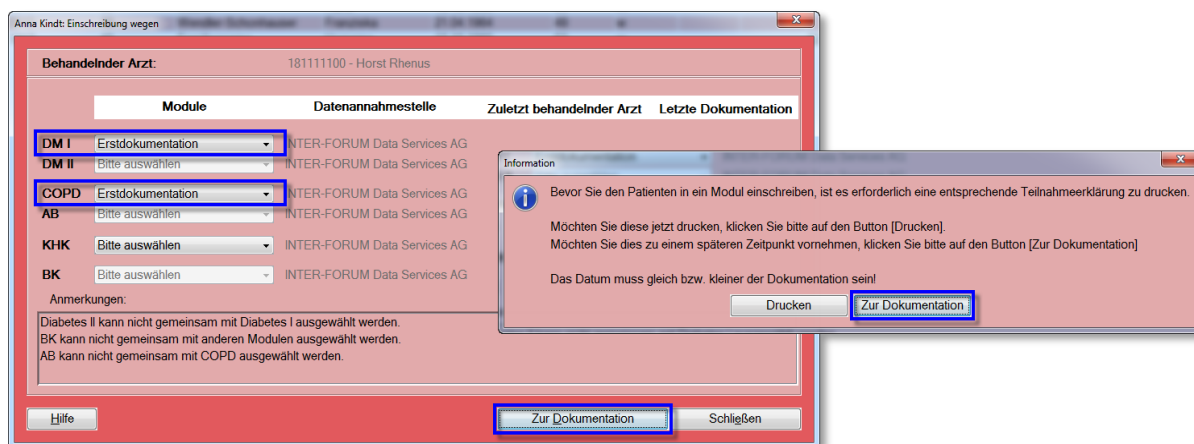 Anna Kindt: Einschreibung wegen
Behandelnder Arzt: 181111100 - Horst Rhenus
Module Datenannahmestelle Zuletzt behandelnder Arzt Letzte Dokumentation
DM I Erstdokumentation INTER-FORUM Data Services AG
DM II Bitte auswählen INTER-FORUM Data Services AG
COPD Erstdokumentation INTER-FORUM Data Services AG
AB Bitte auswählen INTER-FORUM Data Services AG
KHK Bitte auswählen INTER-FORUM Data Services AG
BK Bitte auswählen INTER-FORUM Data Services AG
Anmerkungen:
Diabetes II kann nicht gemeinsam mit Diabetes I ausgewählt werden.
BK kann nicht gemeinsam mit anderen Modulen ausgewählt werden.
AB kann nicht gemeinsam mit COPD ausgewählt werden.
Hilfe Zur Dokumentation Schließen
Information
Bevor Sie den Patienten in ein Modul einschreiben, ist es erforderlich eine entsprechende Teilnahmeerklärung zu drucken.
Möchten Sie diese jetzt drucken, klicken Sie bitte auf den Button [Drucken].
Möchten Sie dies zu einem späteren Zeitpunkt vornehmen, klicken Sie bitte auf den Button [Zur Dokumentation]
Das Datum muss gleich bzw. kleiner der Dokumentation sein!
Drucken Zur Dokumentation